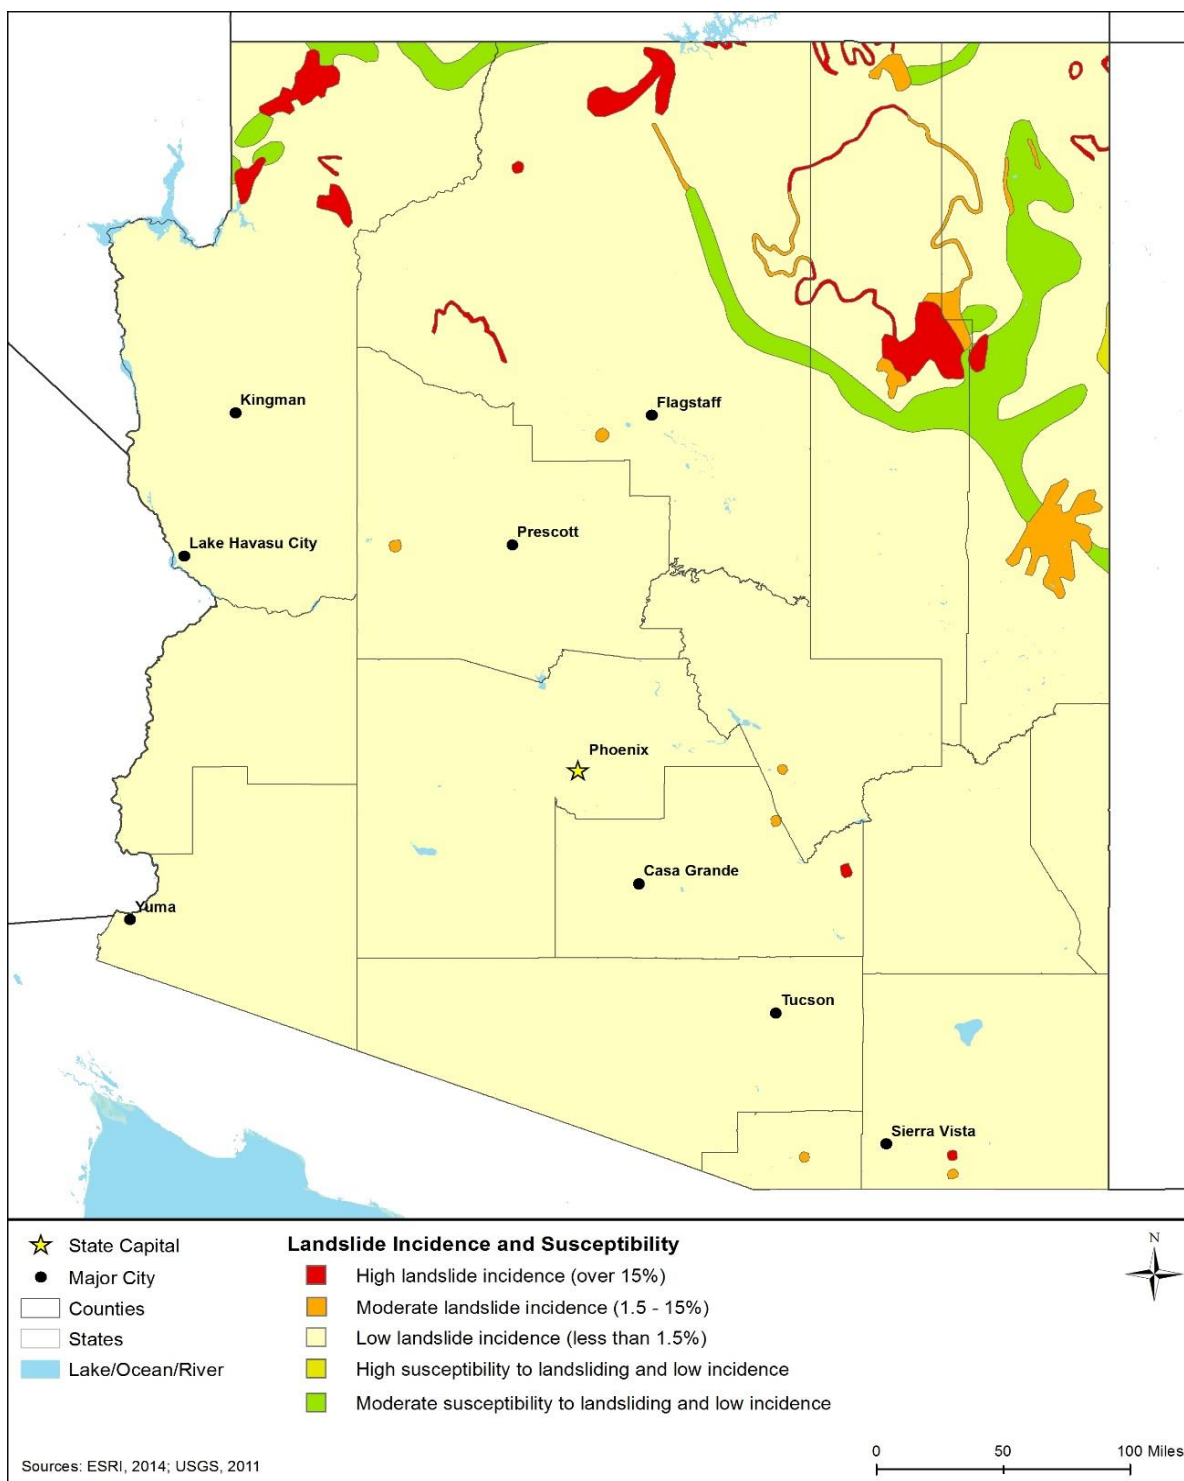 Kingman
Flagstaff
Prescott
Lake Havasu City
Phoenix
Casa Grande
Yuma
Tucson
Sierra Vista
State Capital
Major City
Counties
States
Lake/Ocean/River
Landslide Incidence and Susceptibility
High landslide incidence (over 15%)
Moderate landslide incidence (1.5 - 15%)
Low landslide incidence (less than 1.5%)
High susceptibility to landsliding and low incidence
Moderate susceptibility to landsliding and low incidence
N
0 50 100 Miles
Sources: ESRI, 2014; USGS, 2011